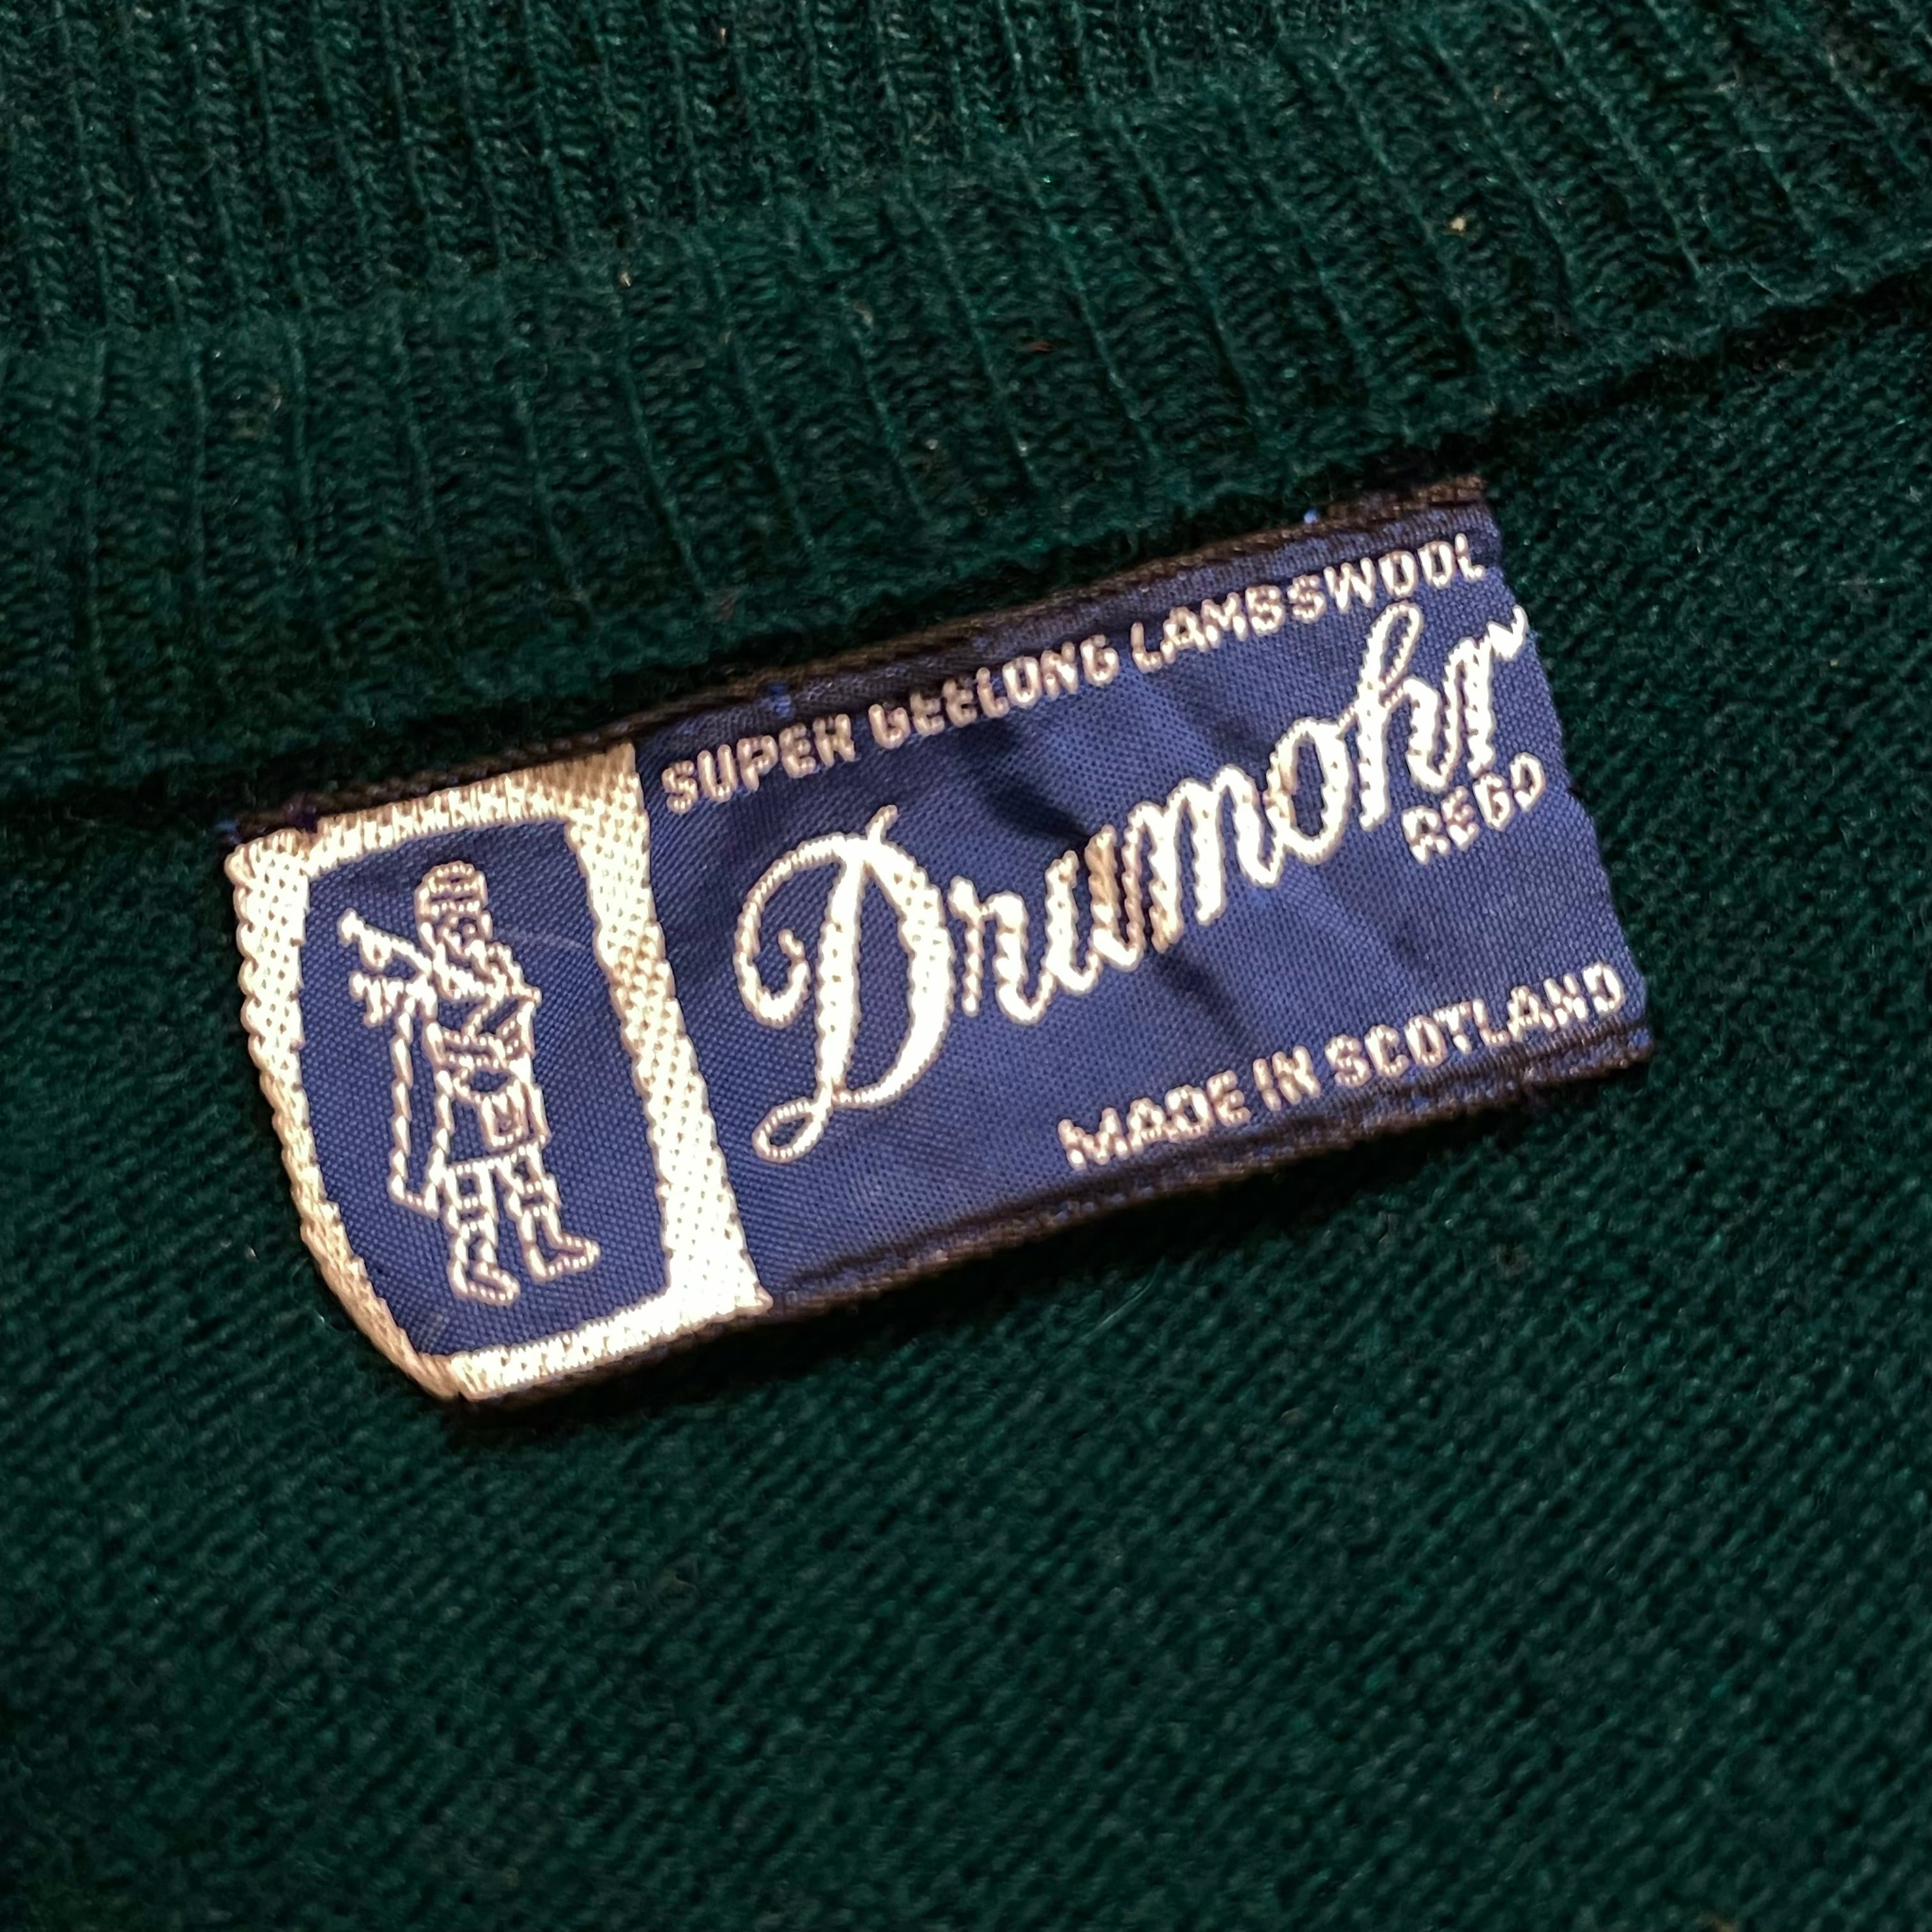 SUPER GEELONG LAMBSWOOL
Drumohr
REGD
MADE IN SCOTLAND